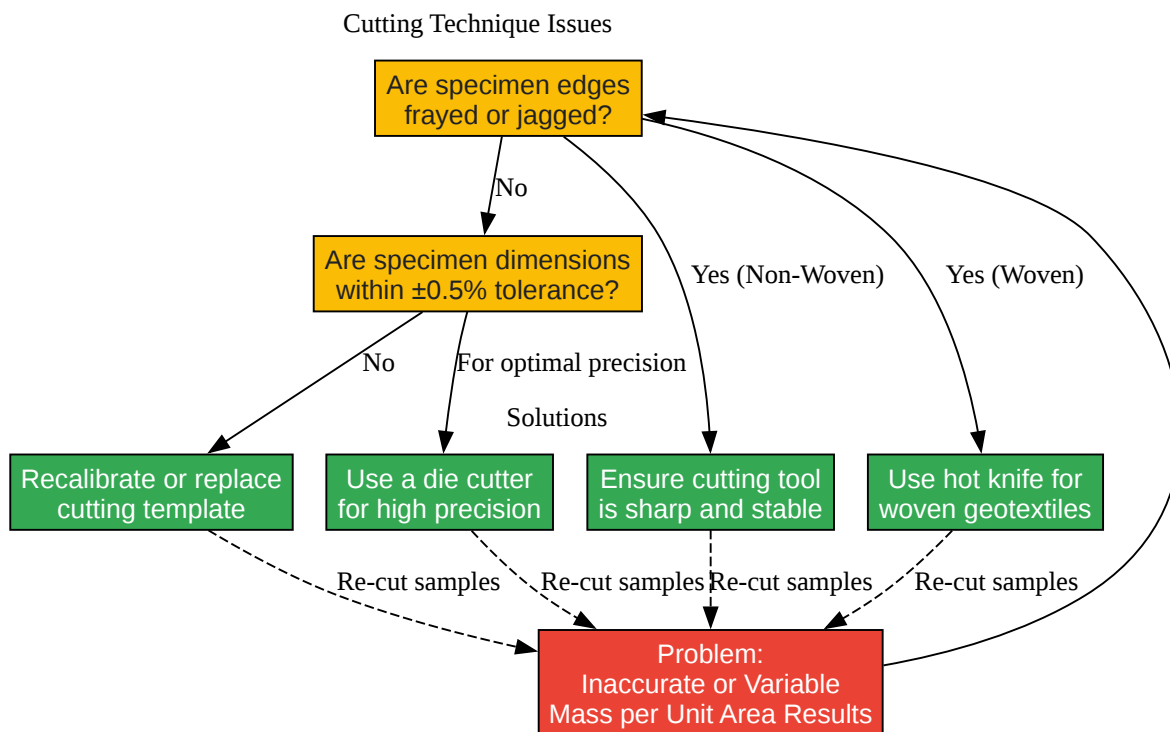 Cutting Technique Issues
Are specimen edges
frayed or jagged?
No
Are specimen dimensions
within ±0.5% tolerance?
Yes (Non-Woven)
Yes (Woven)
No
For optimal precision
Solutions
Recalibrate or replace
cutting template
Use a die cutter
for high precision
Ensure cutting tool
is sharp and stable
Use hot knife for
woven geotextiles
Re-cut samples
Re-cut samples
Re-cut samples
Re-cut samples
Problem:
Inaccurate or Variable
Mass per Unit Area Results